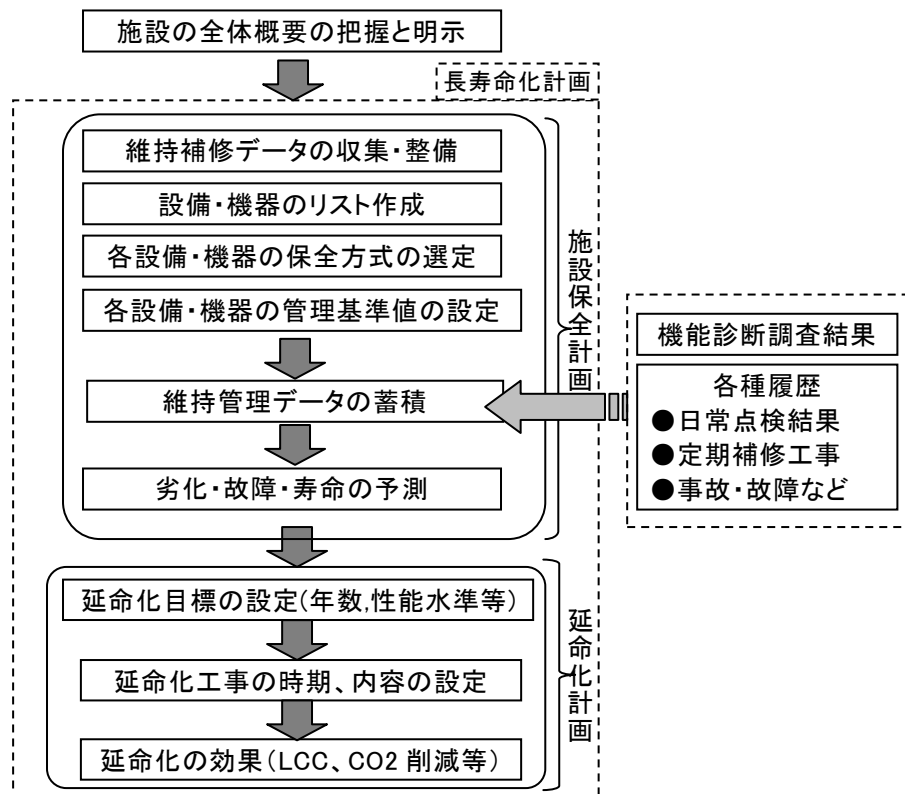 施設の全体概要の把握と明示
長寿命化計画
維持補修データの収集・整備
設備・機器のリスト作成
各設備・機器の保全方式の選定
各設備・機器の管理基準値の設定
維持管理データの蓄積
劣化・故障・寿命の予測
施設保全計画
機能診断調査結果
各種履歴
●日常点検結果
●定期補修工事
●事故・故障など
延命化目標の設定(年数,性能水準等)
延命化工事の時期、内容の設定
延命化の効果(LCC、CO2 削減等)
延命化計画